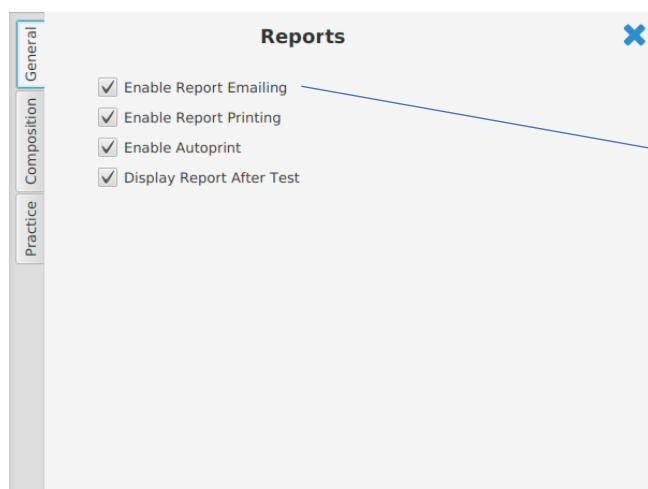 Reports
General
Enable Report Emailing
Enable Report Printing
Composition
Enable Autoprint
Display Report After Test
Practice